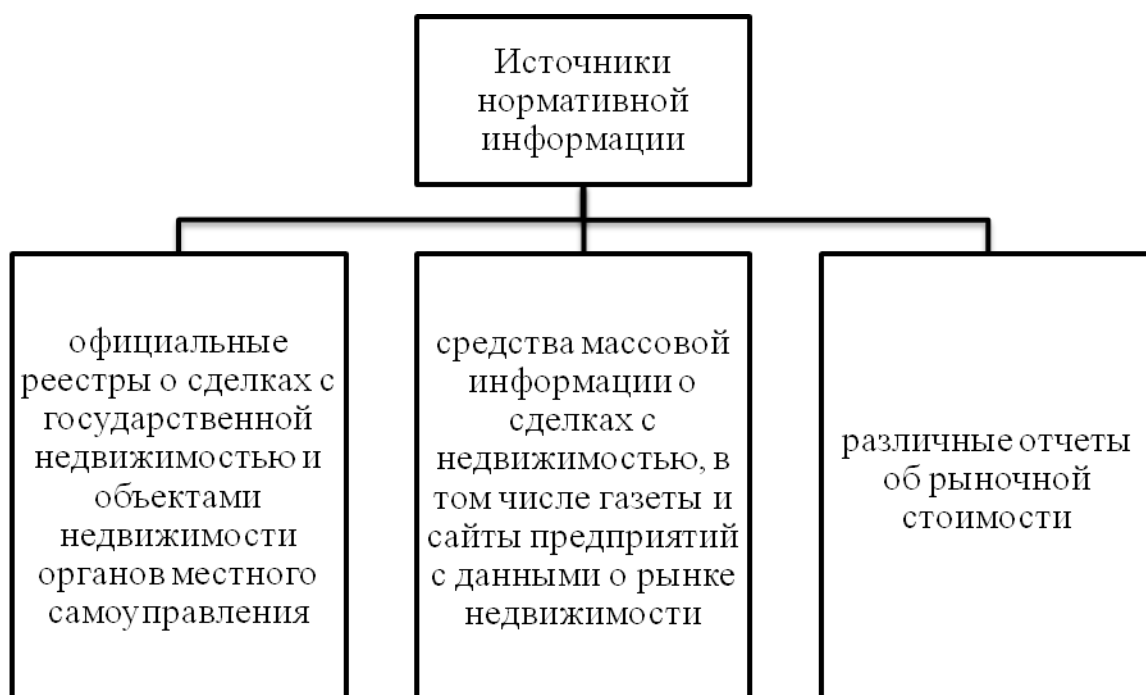 Источники
нормативной
информации
официальные
реестры о сделках с
государственной
недвижимостью и
объектами
недвижимости
органов местного
самоуправления
средства массовой
информации о
сделках с
недвижимостью, в
том числе газеты и
сайты предприятий
с данными о рынке
недвижимости
различные отчеты
об рыночной
стоимости